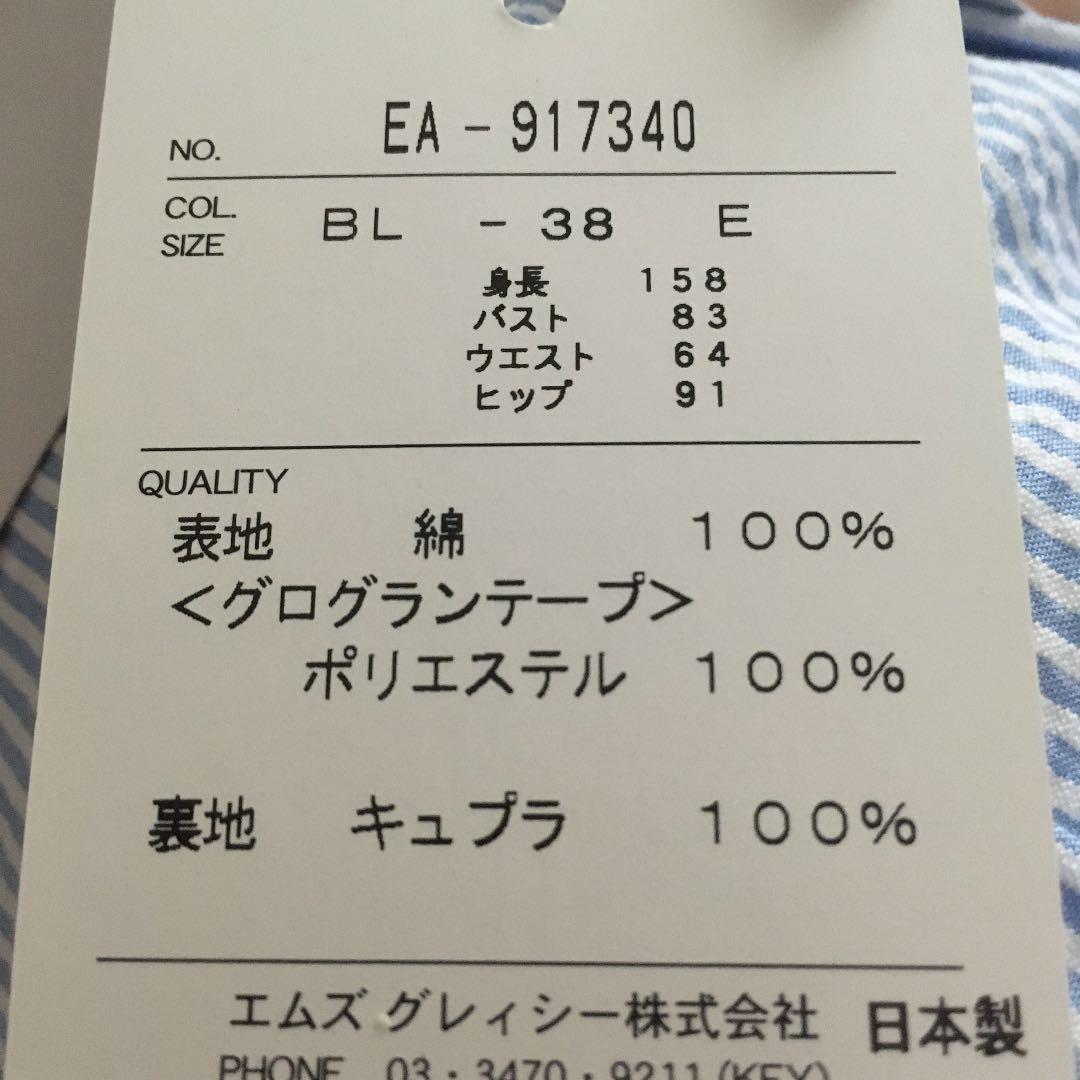 NO. EA-917340
COL. SIZE BL -38 E
身長 158
バスト 83
ウエスト 64
ヒップ 91
QUALITY
表地 綿 100%
<グログランテープ>
ポリエステル 100%
裏地 キュプラ 100%
エムズ グレィシー株式会社 日本製
PHONE 03・3470・9211 (KEY)